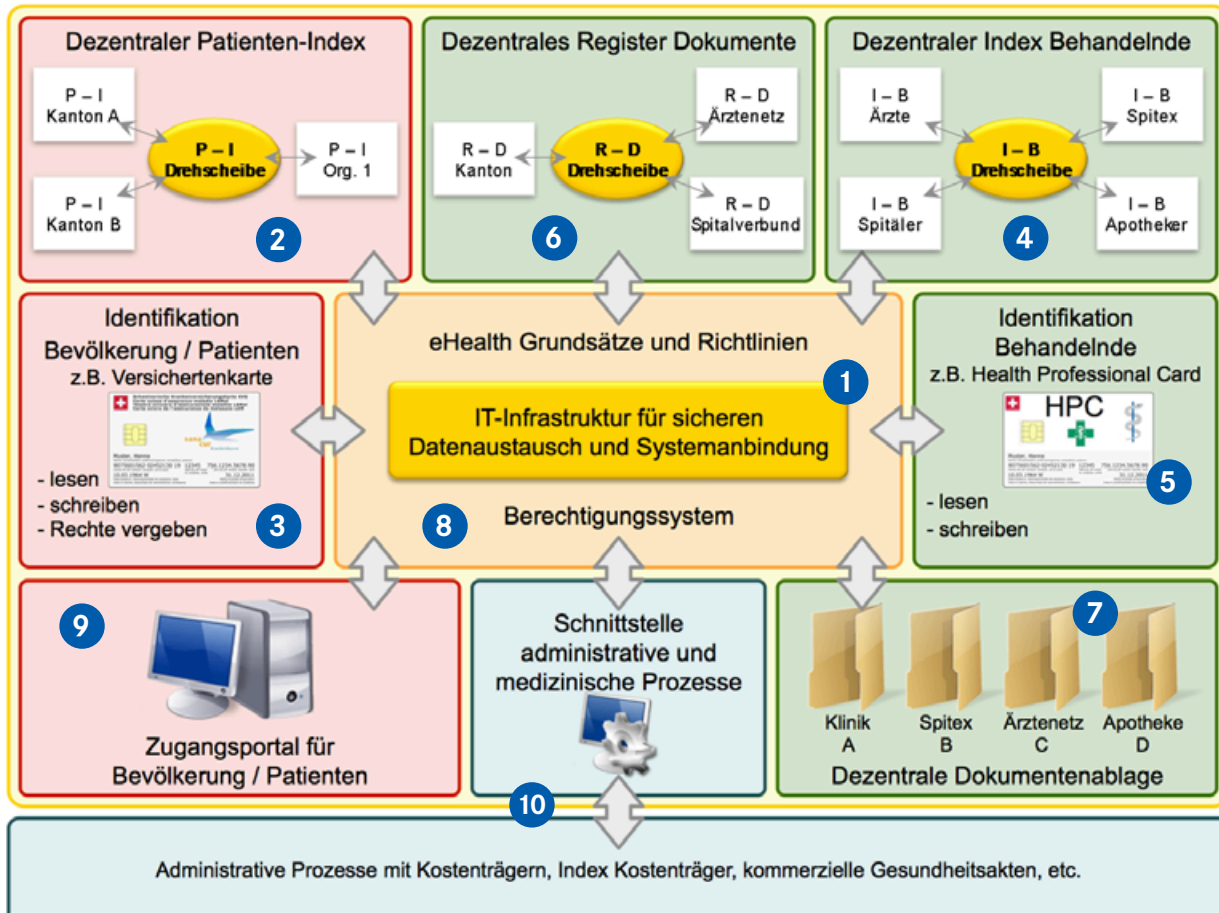 Dezentraler Patienten-Index
P – I
Kanton A
P – I
Drehscheibe
P – I
Org. 1
P – I
Kanton B
2
Dezentrales Register Dokumente
R – D
Ärztenetz
R – D
Kanton
R – D
Drehscheibe
R – D
Spitalverbund
6
Dezentraler Index Behandelnde
I – B
Ärzte
I – B
Spitex
I – B
Drehscheibe
I – B
Spitäler
I – B
Apotheker
4
Identifikation
Bevölkerung / Patienten
z.B. Versichertenkarte
- lesen
- schreiben
- Rechte vergeben
3
eHealth Grundsätze und Richtlinien
1
IT-Infrastruktur für sicheren
Datenaustausch und Systemanbindung
8
Berechtigungssystem
Identifikation
Behandelnde
z.B. Health Professional Card
HPC
5
- lesen
- schreiben
9
Zugangsportal für
Bevölkerung / Patienten
Schnittstelle
administrative und
medizinische Prozesse
10
7
Klinik
A
Spitex
B
Ärztenetz
C
Apotheke
D
Dezentrale Dokumentenablage
Administrative Prozesse mit Kostenträgern, Index Kostenträger, kommerzielle Gesundheitsakten, etc.